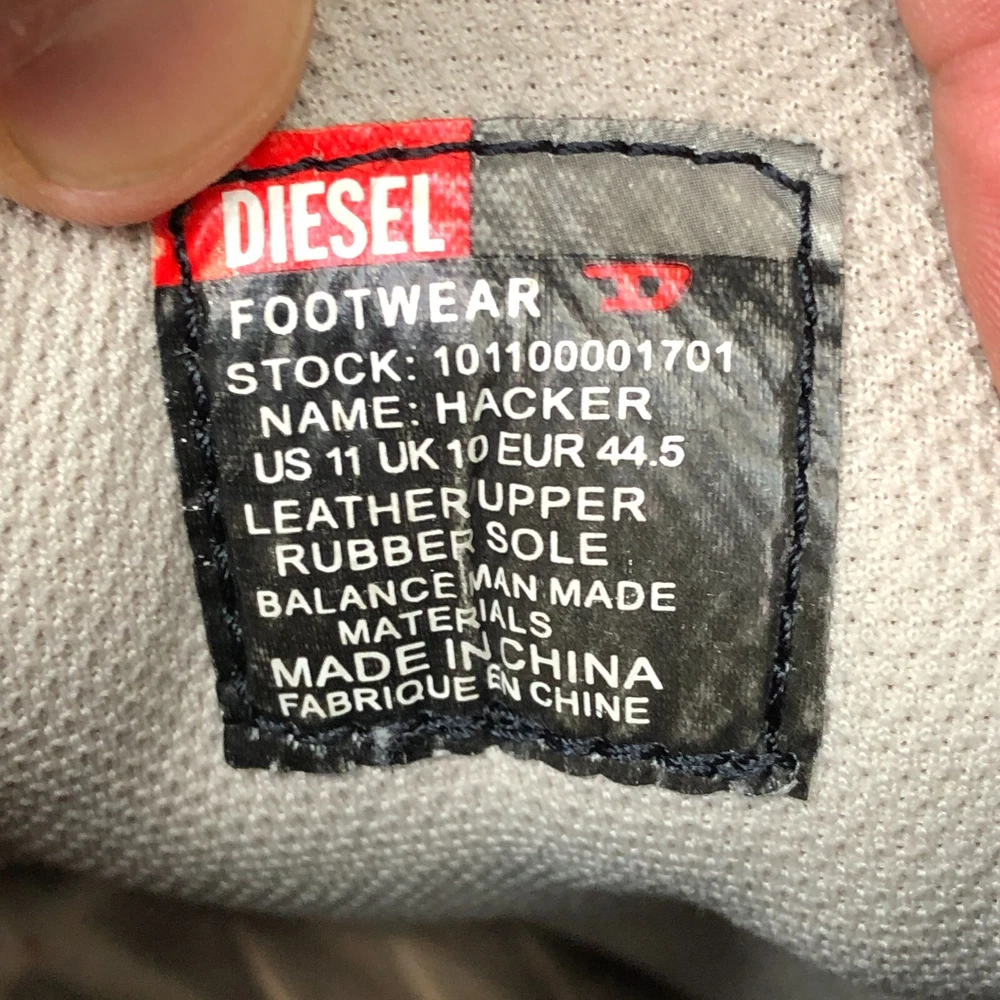 DIESEL
FOOTWEAR D
STOCK: 101100001701
NAME: HACKER
US 11 UK 10 EUR 44.5
LEATHER UPPER
RUBBER SOLE
BALANCE MAN MADE
MATERIALS
MADE IN CHINA
FABRIQUE EN CHINE